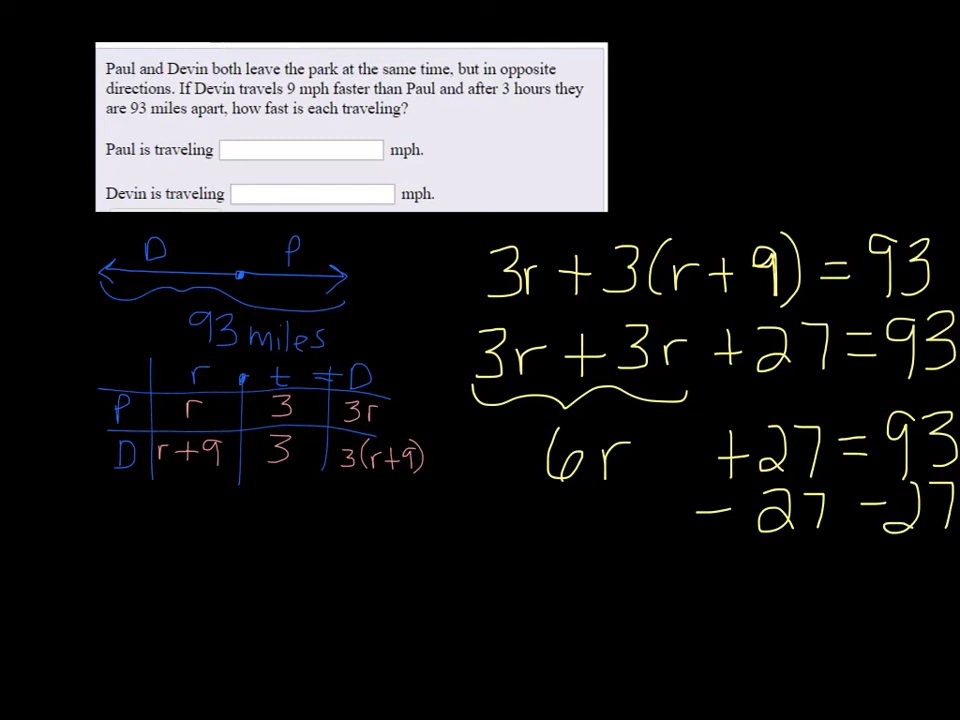 Paul and Devin both leave the park at the same time, but in opposite
directions. If Devin travels 9 mph faster than Paul and after 3 hours they
are 93 miles apart, how fast is each traveling?
Paul is traveling mph.
Devin is traveling mph.
D P
93 miles
r · t = D
P r 3 3r
D r+9 3 3(r+9)
3r + 3(r+9) = 93
3r + 3r + 27 = 93
6r + 27 = 93
- 27 - 27